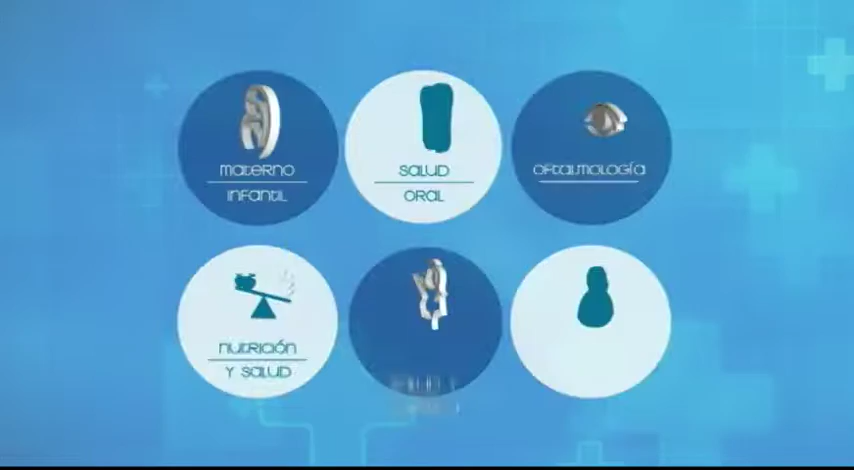 MATERNO
INFANTIL
SALUD
ORAL
OFTALMOLOGÍA
NUTRICIÓN
Y SALUD